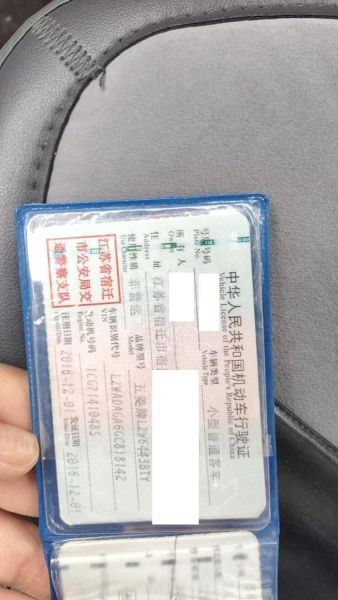 中华人民共和国机动车行驶证
Vehicle License of the People's Republic of China
号牌号码
Plate No.
车辆类型
Vehicle Type
小型普通客车
所有人
Owner
住址
Address
江苏省宿迁市宿
使用性质
Use Character
非营运
品牌型号
Model
五菱牌LZW6483BTY
江苏省宿迁
市公安局交
通警察支队
车辆识别代号
VIN
LZWADAGA6GC818142
发动机号码
Engine No.
注册日期
2016-12-01
发证日期
Issue Date
2016-12-01